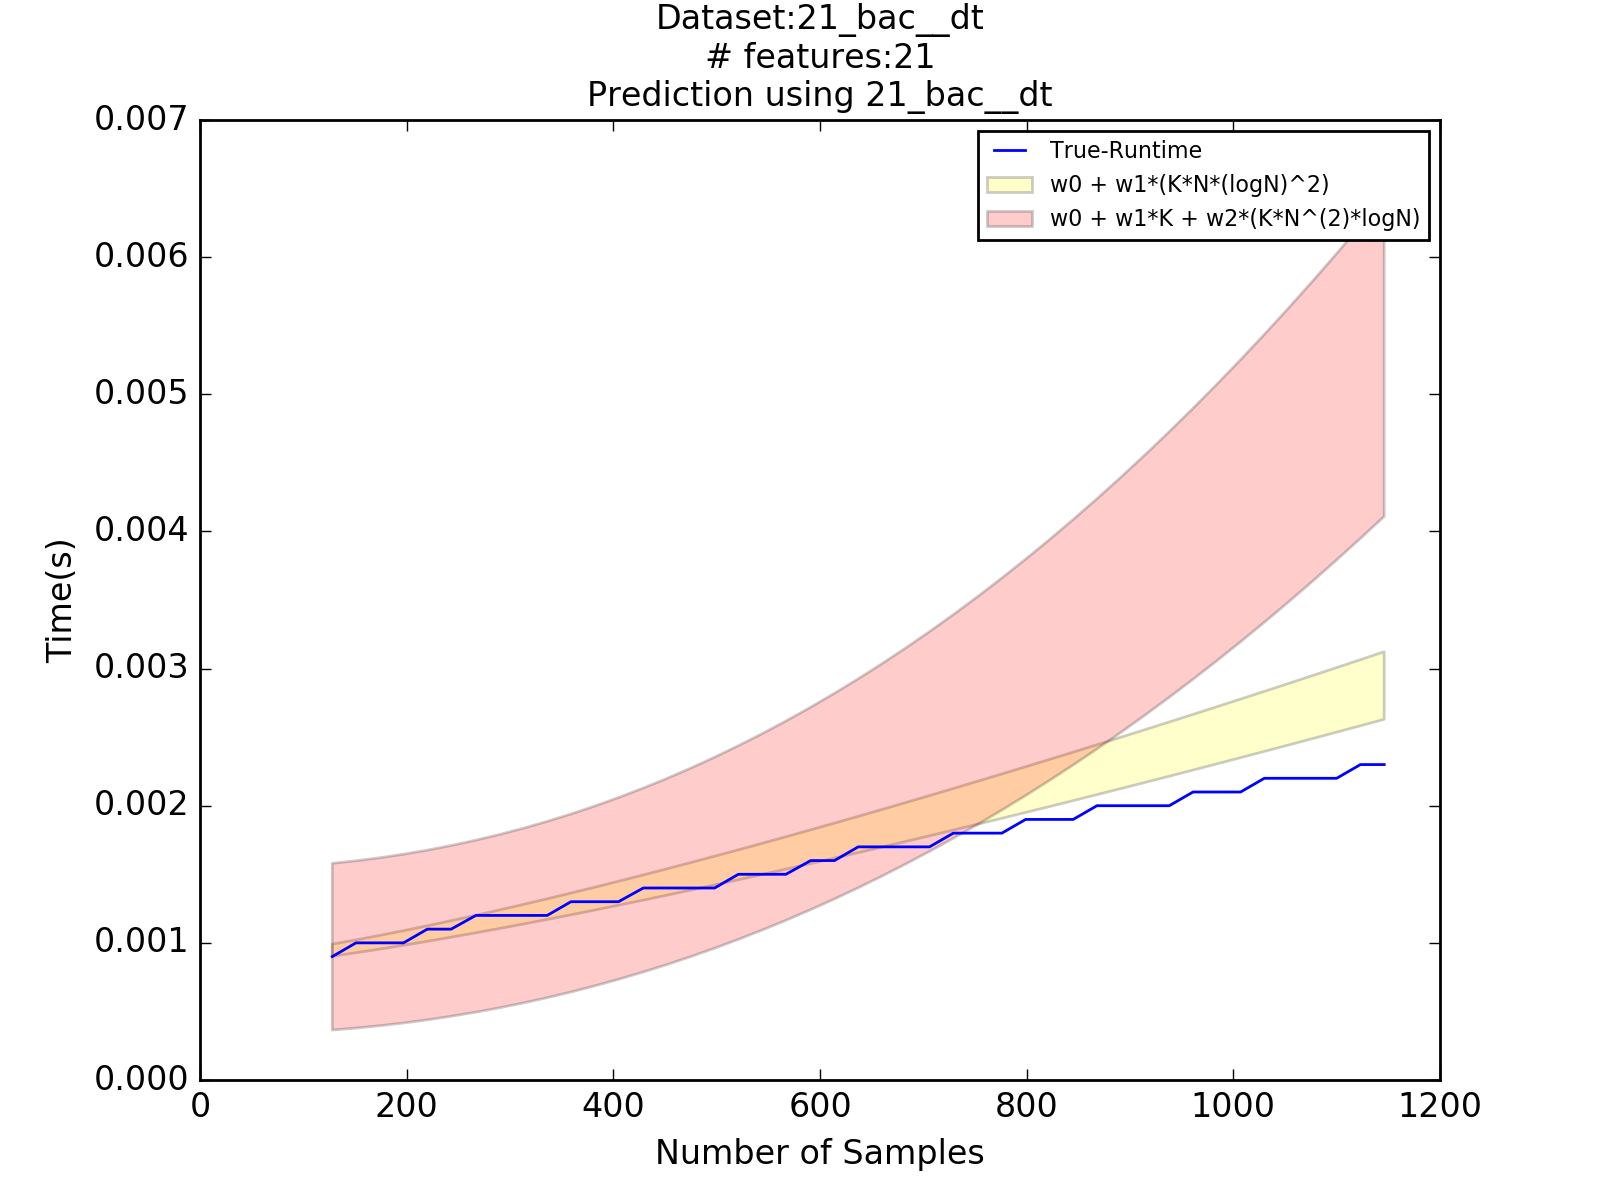 Dataset:21_bac__dt
# features:21
Prediction using 21_bac__dt
0.007
0.006
0.005
0.004
0.003
0.002
0.001
0.000
Time(s)
True-Runtime
w0 + w1*(K*N*(logN)^2)
w0 + w1*K + w2*(K*N^(2)*logN)
0 200 400 600 800 1000 1200
Number of Samples